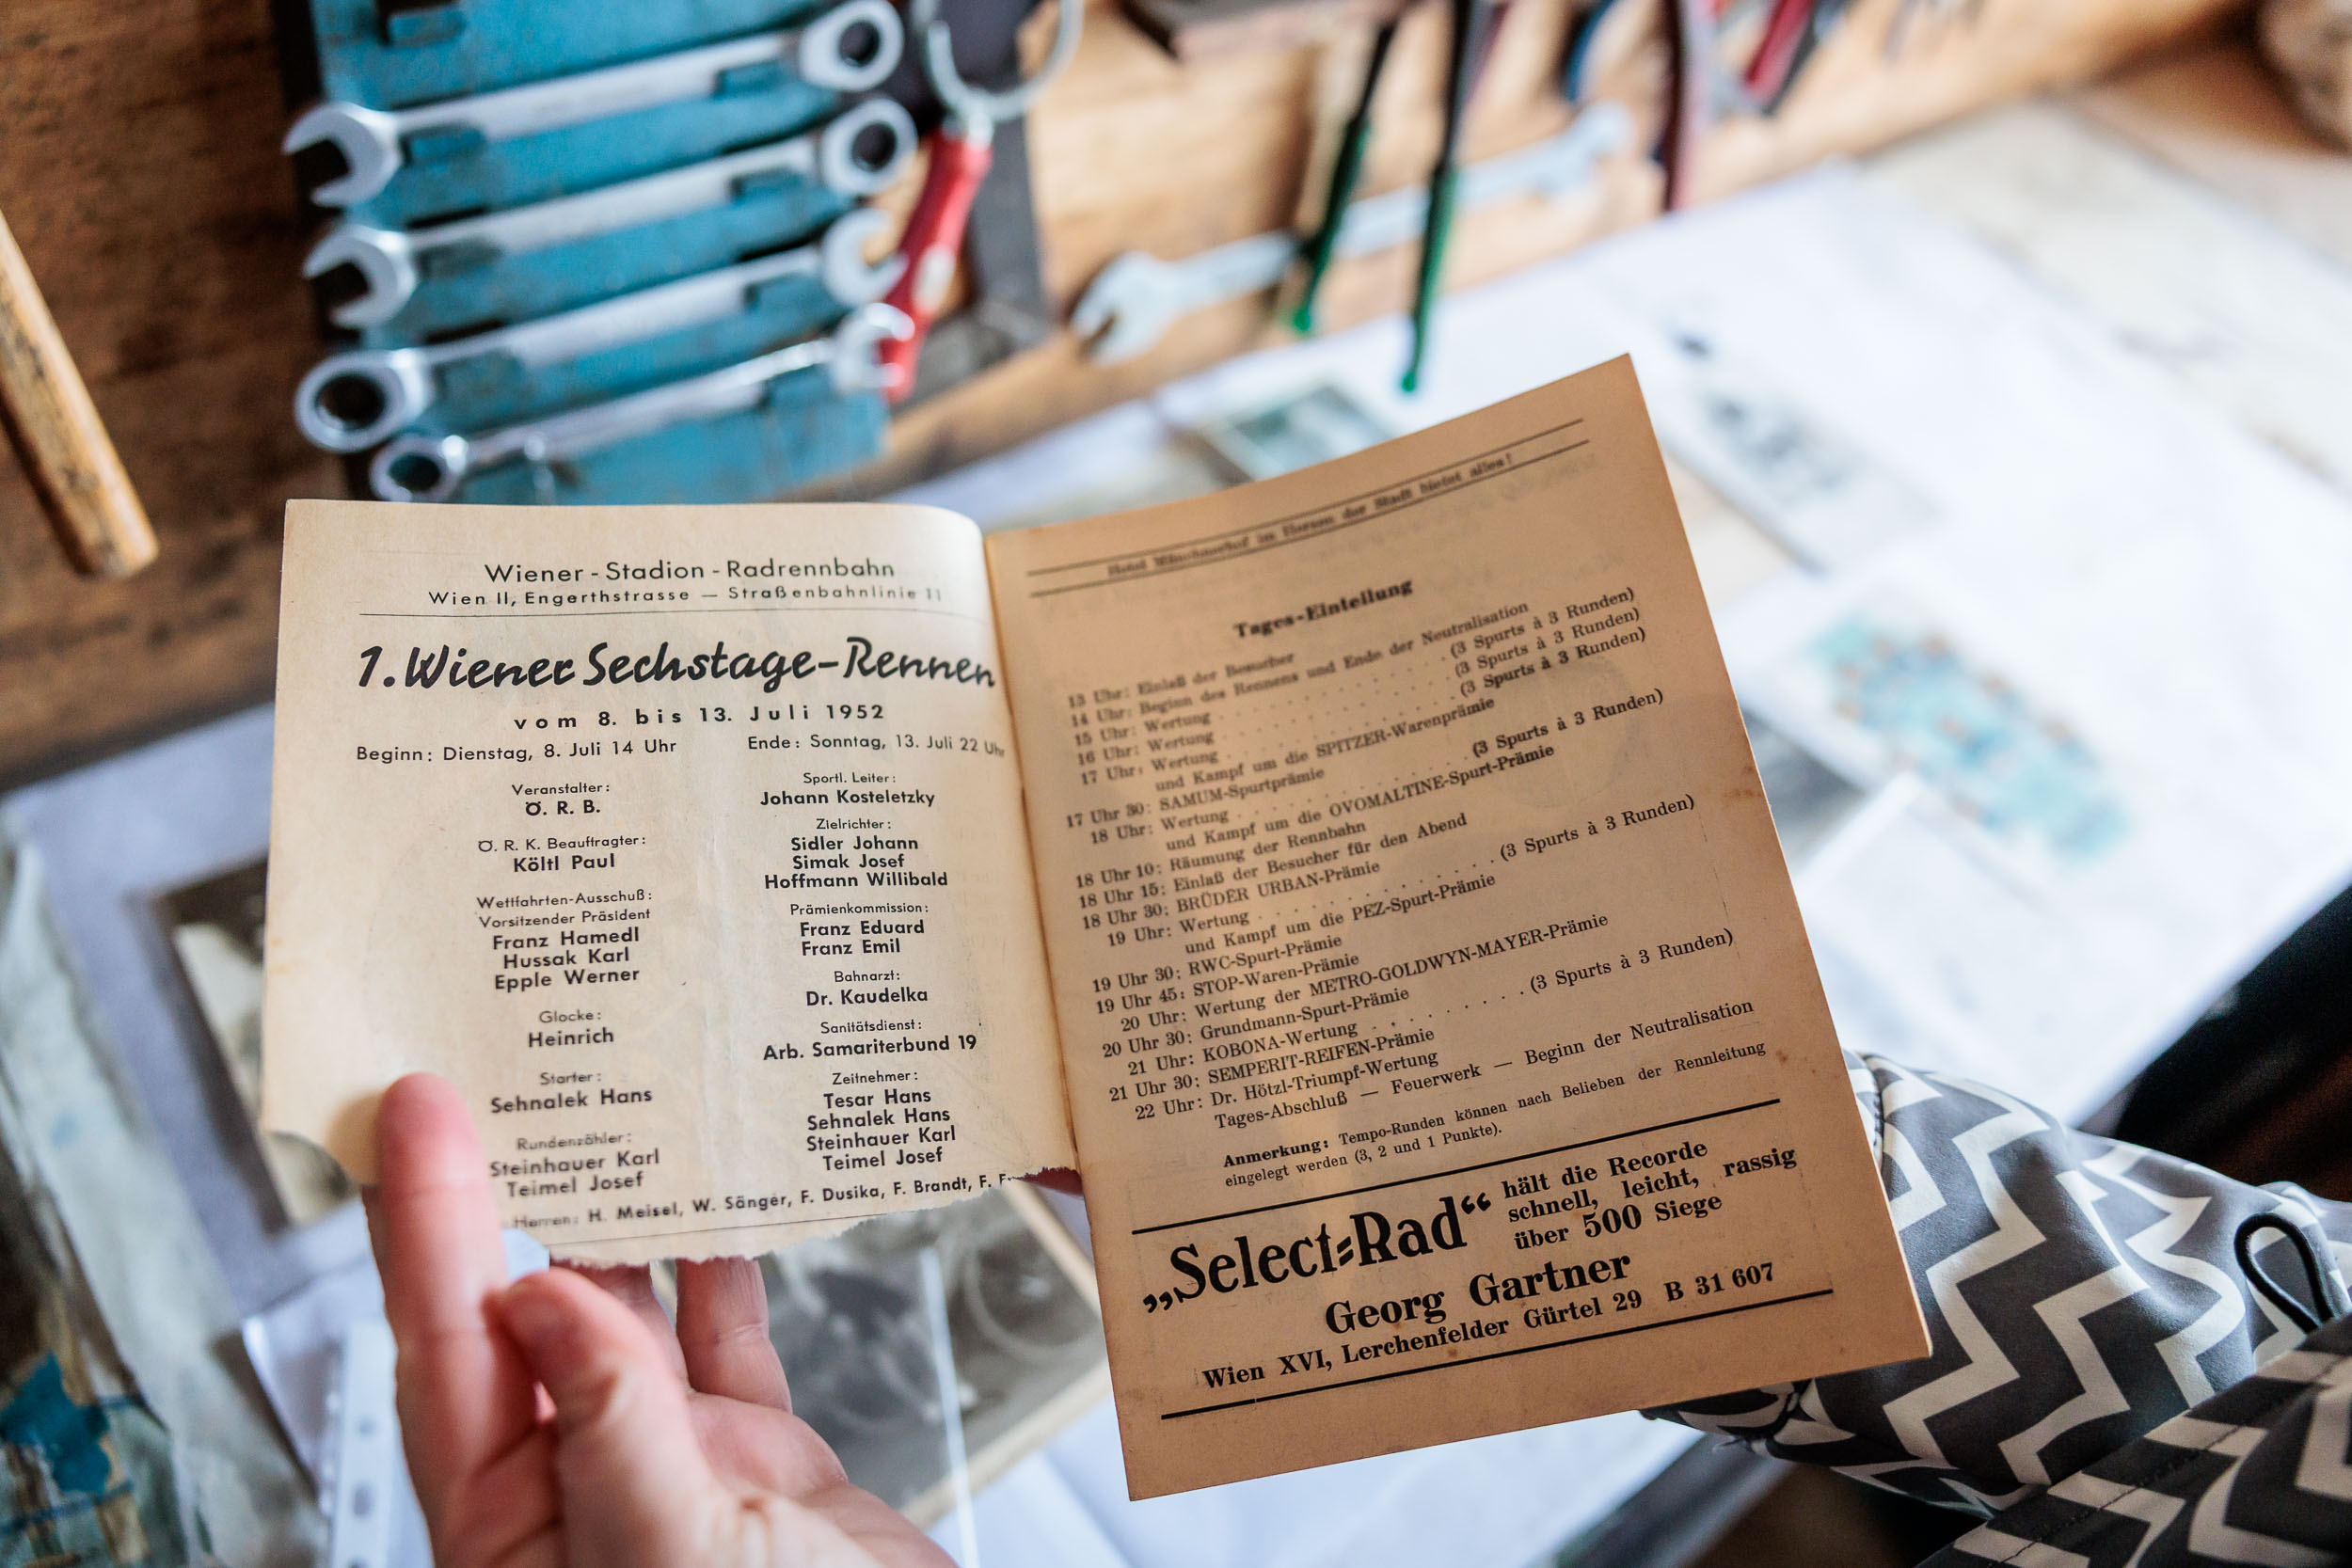 Wiener - Stadion - Radrennbahn
Wien II, Engerthstrasse — Straßenbahnlinie 11
1. Wiener Sechstage-Rennen
vom 8. bis 13. Juli 1952
Beginn: Dienstag, 8. Juli 14 Uhr
Ende: Sonntag, 13. Juli 22 Uhr
Veranstalter:
Ö. R. B.
Ö. R. K. Beauftragter:
Költl Paul
Wettfahrten-Ausschuß:
Vorsitzender Präsident
Franz Hamedl
Hussak Karl
Epple Werner
Glocke:
Heinrich
Starter:
Sehnalek Hans
Rundenzähler:
Steinhauer Karl
Teimel Josef
Sportl. Leiter:
Johann Kosteletzky
Zielrichter:
Sidler Johann
Simak Josef
Hoffmann Willibald
Prämienkommission:
Franz Eduard
Franz Emil
Bahnarzt:
Dr. Kaudelka
Sanitätsdienst:
Arb. Samariterbund 19
Zeitnehmer:
Tesar Hans
Sehnalek Hans
Steinhauer Karl
Teimel Josef
Herren: H. Meisel, W. Sänger, F. Dusika, F. Brandt, F.
Hotel Münchnerhof im Herzen der Stadt bietet alles!
Tages-Einteilung
13 Uhr: Einlaß der Besucher
14 Uhr: Beginn des Rennens und Ende der Neutralisation
15 Uhr: Wertung . . . . . . . . . (3 Spurts à 3 Runden)
16 Uhr: Wertung . . . . . . . . . (3 Spurts à 3 Runden)
17 Uhr: Wertung . . . . . . . . . (3 Spurts à 3 Runden)
und Kampf um die SPITZER-Warenprämie
17 Uhr 30: SAMUM-Spurtprämie
18 Uhr: Wertung . . . . . . . . . (3 Spurts à 3 Runden)
und Kampf um die OVOMALTINE-Spurt-Prämie
18 Uhr 10: Räumung der Rennbahn
18 Uhr 15: Einlaß der Besucher für den Abend
18 Uhr 30: BRÜDER URBAN-Prämie
19 Uhr: Wertung . . . . . . . . . (3 Spurts à 3 Runden)
und Kampf um die PEZ-Spurt-Prämie
19 Uhr 30: RWC-Spurt-Prämie
19 Uhr 45: STOP-Waren-Prämie
20 Uhr: Wertung der METRO-GOLDWYN-MAYER-Prämie
20 Uhr 30: Grundmann-Spurt-Prämie
21 Uhr: KOBONA-Wertung . . . . . . . . (3 Spurts à 3 Runden)
21 Uhr 30: SEMPERIT-REIFEN-Prämie
22 Uhr: Dr. Hötzl-Triumpf-Wertung
Tages-Abschluß — Feuerwerk — Beginn der Neutralisation
Anmerkung: Tempo-Runden können nach Belieben der Rennleitung
eingelegt werden (3, 2 und 1 Punkte).
„Select-Rad“
hält die Recorde
schnell, leicht, rassig
über 500 Siege
Georg Gartner
Wien XVI, Lerchenfelder Gürtel 29 B 31 607